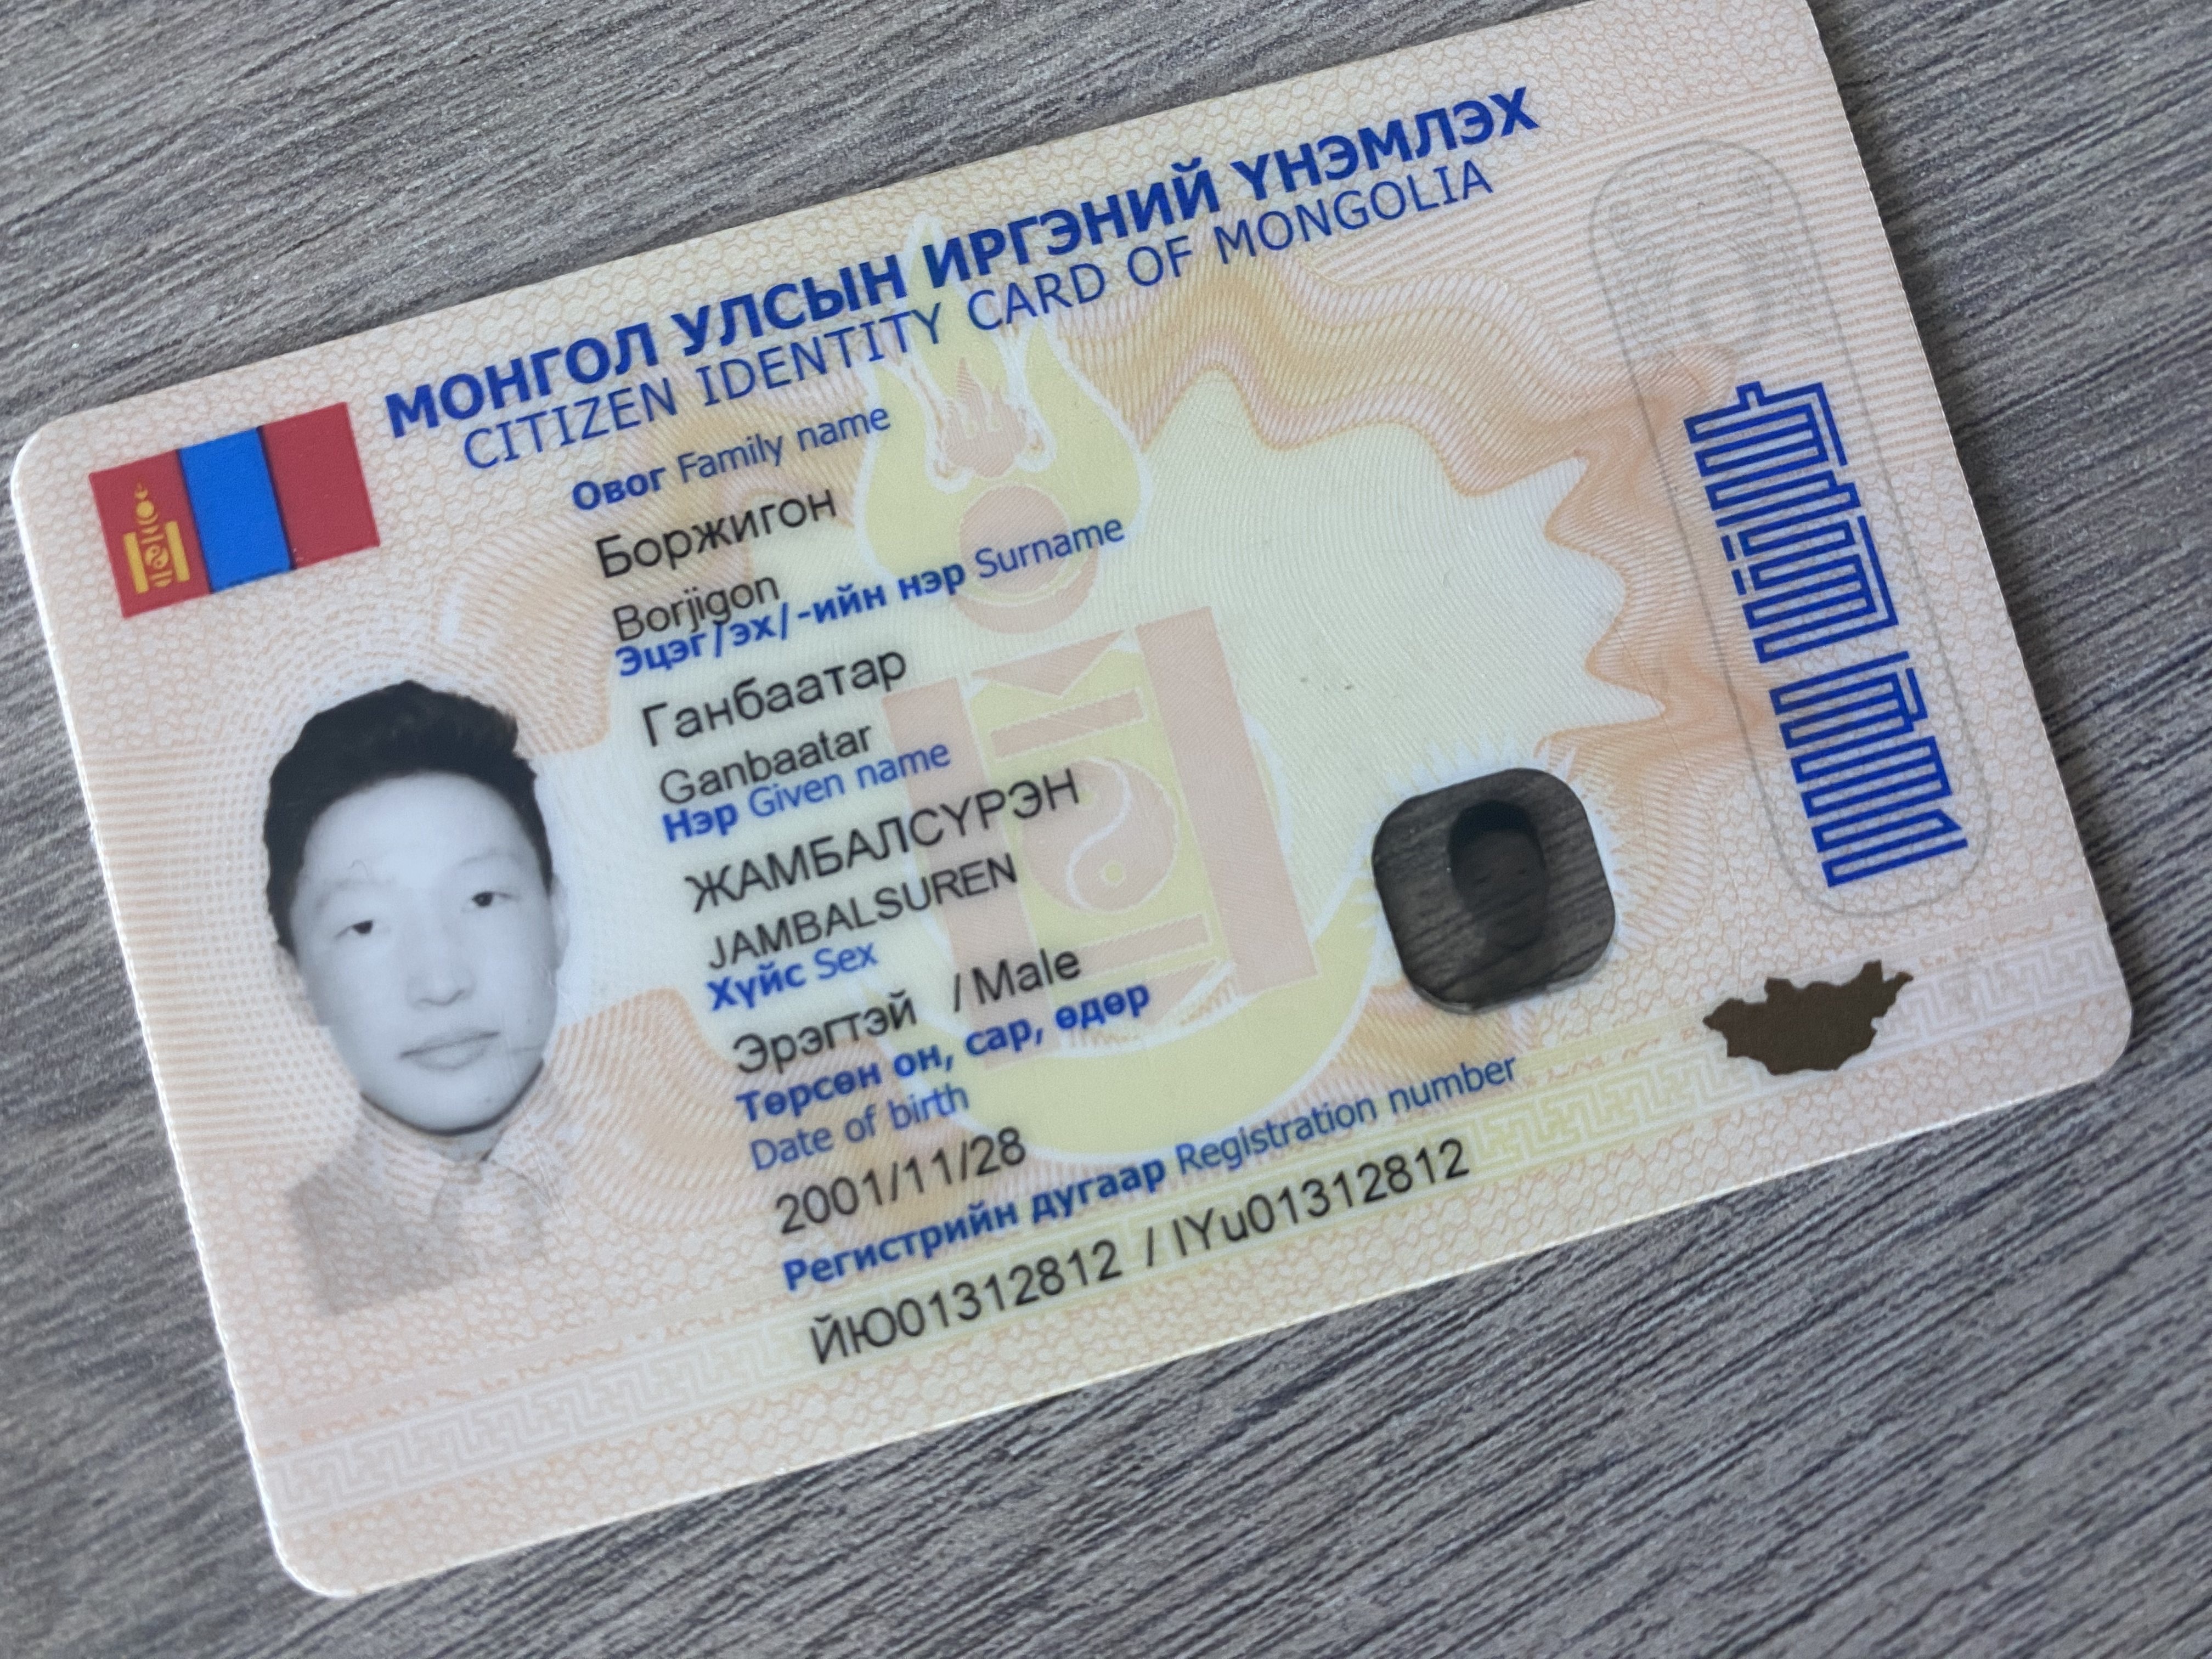 МОНГОЛ УЛСЫН ИРГЭНИЙ ҮНЭМЛЭХ
CITIZEN IDENTITY CARD OF MONGOLIA
Овог Family name
Боржигон
Borjigon
Эцэг/эх/-ийн нэр Surname
Ганбаатар
Ganbaatar
Нэр Given name
ЖАМБАЛСҮРЭН
JAMBALSUREN
Хүйс Sex
Эрэгтэй / Male
Төрсөн он, сар, өдөр
Date of birth
2001/11/28
Регистрийн дугаар Registration number
ЙЮ01312812 / IYu01312812